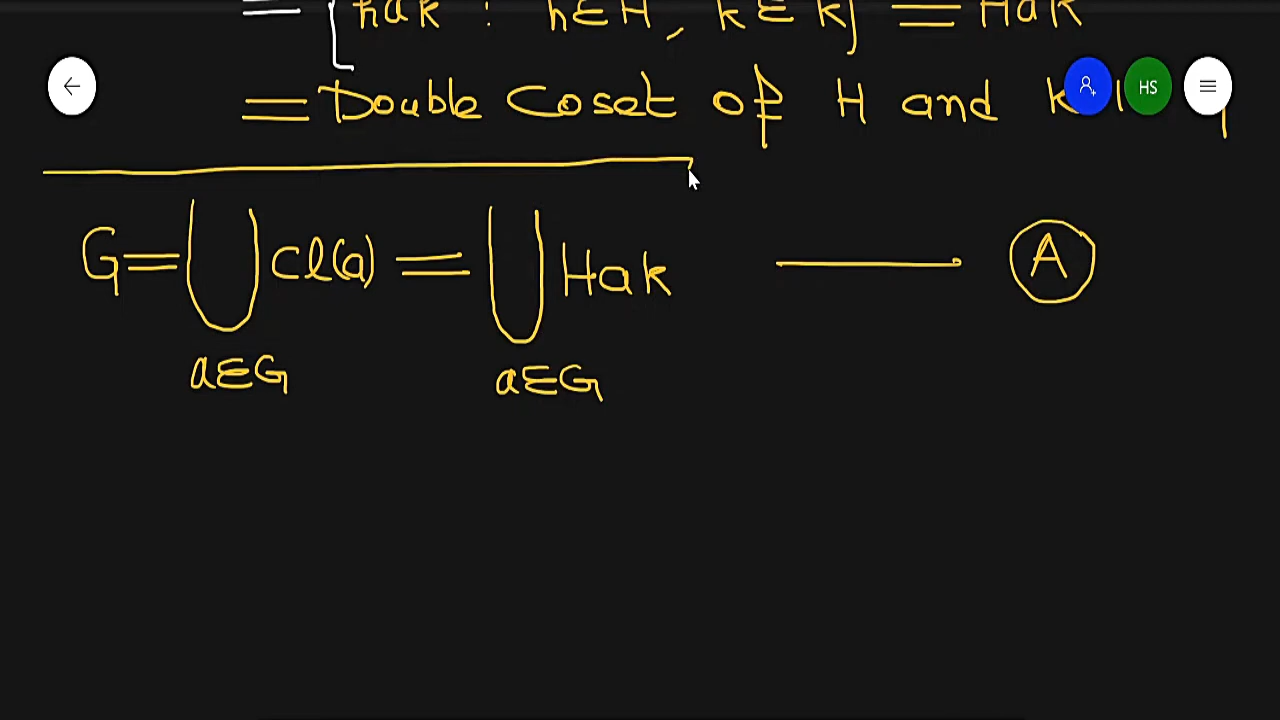 = {hak : h∈H, k∈K} = HaK
= Double Coset of H and K
HS
G = ⋃ cl(a) = ⋃ Hak —— A
a∈G a∈G